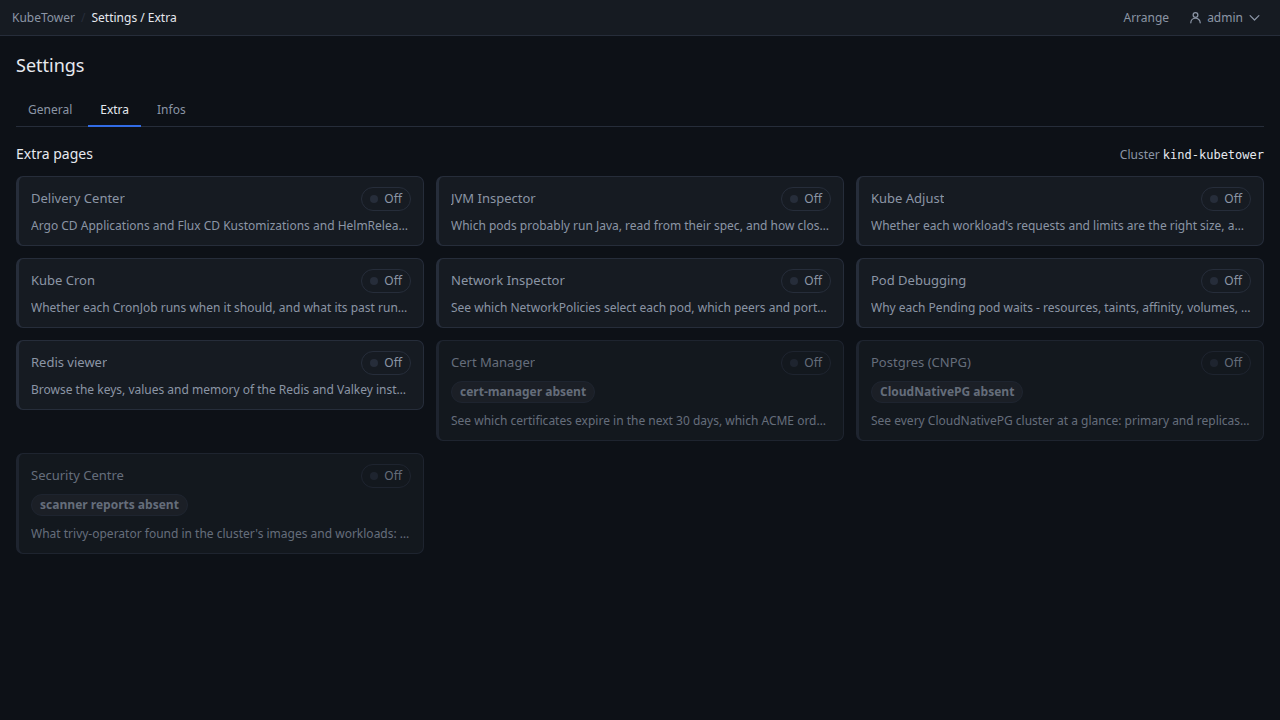 KubeTower / Settings / Extra
Arrange admin
Settings
General Extra Infos
Extra pages
Cluster kind-kubetower
Delivery Center Off
Argo CD Applications and Flux CD Kustomizations and HelmRelea...
JVM Inspector Off
Which pods probably run Java, read from their spec, and how clos...
Kube Adjust Off
Whether each workload's requests and limits are the right size, a...
Kube Cron Off
Whether each CronJob runs when it should, and what its past run...
Network Inspector Off
See which NetworkPolicies select each pod, which peers and port...
Pod Debugging Off
Why each Pending pod waits - resources, taints, affinity, volumes, ...
Redis viewer Off
Browse the keys, values and memory of the Redis and Valkey inst...
Cert Manager Off
cert-manager absent
See which certificates expire in the next 30 days, which ACME ord...
Postgres (CNPG) Off
CloudNativePG absent
See every CloudNativePG cluster at a glance: primary and replicas...
Security Centre Off
scanner reports absent
What trivy-operator found in the cluster's images and workloads: ...